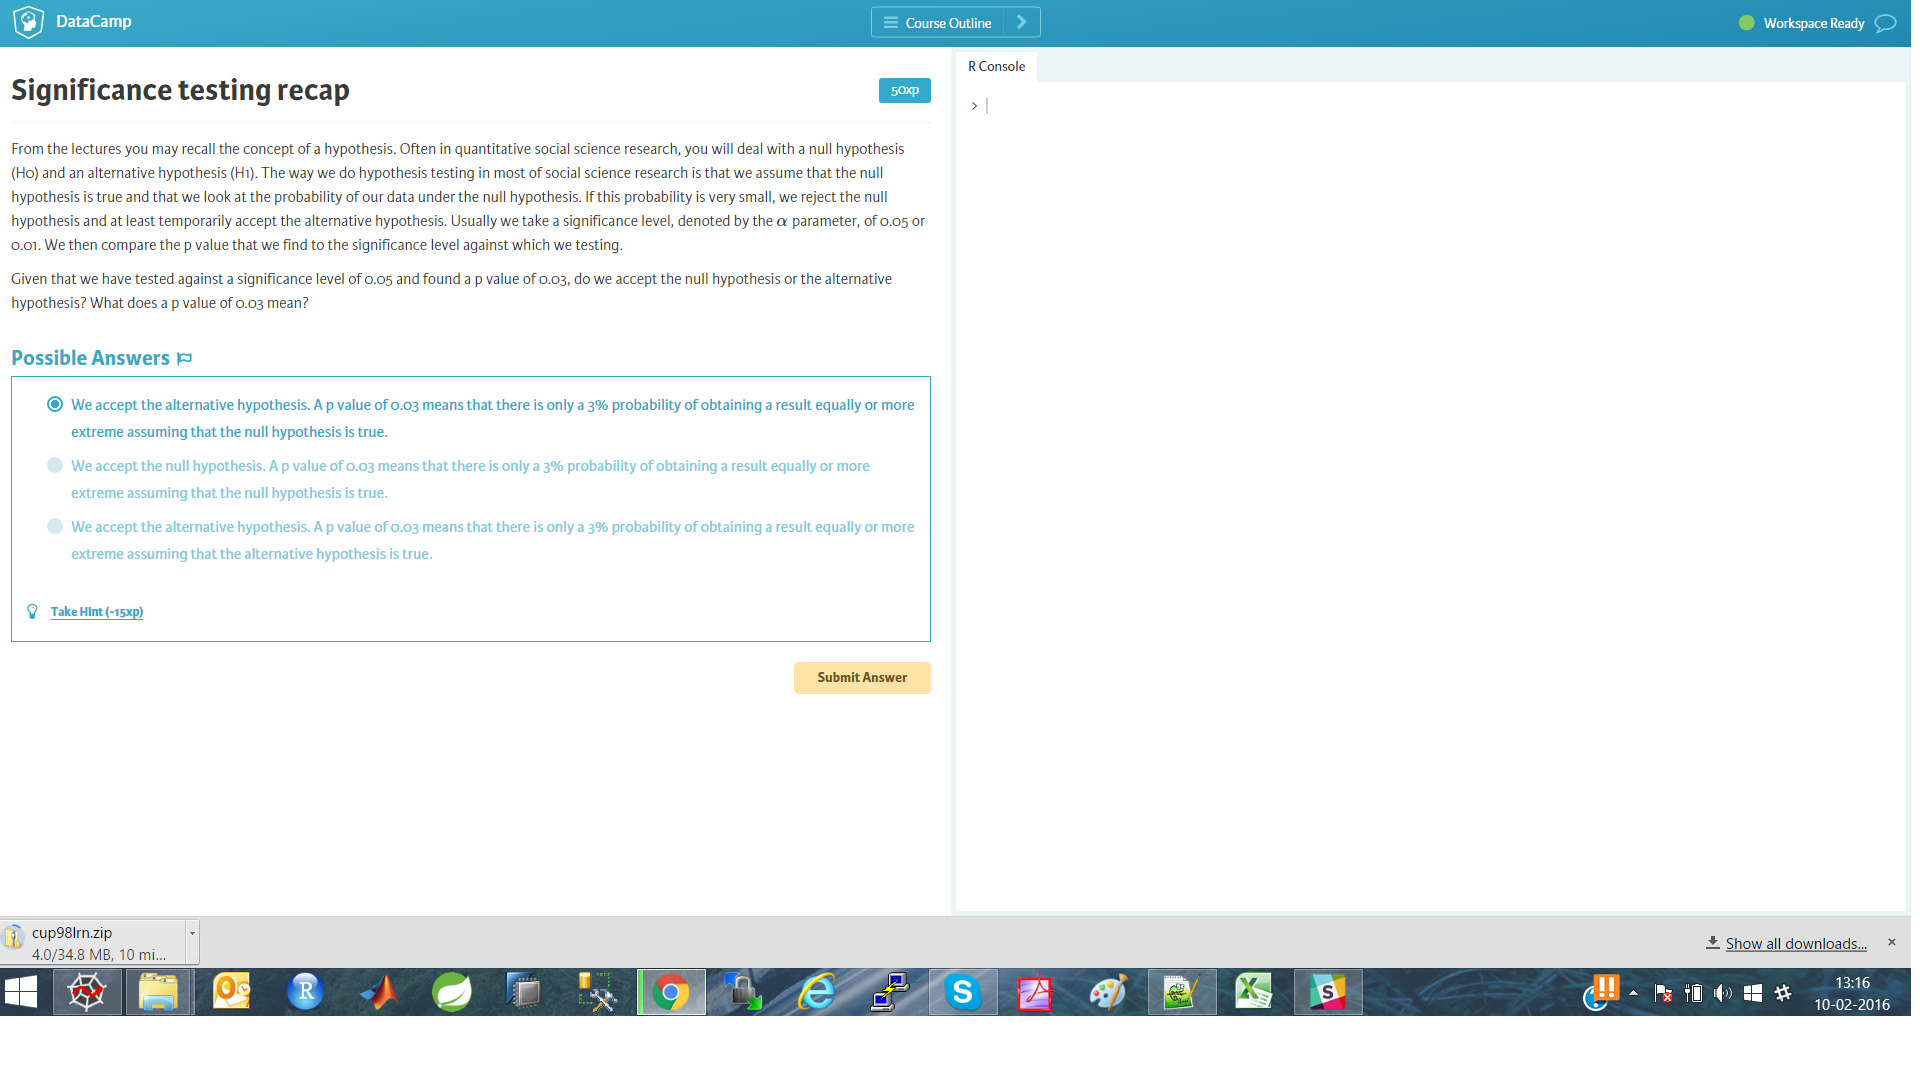 DataCamp
Course Outline
Workspace Ready
Significance testing recap
50xp
From the lectures you may recall the concept of a hypothesis. Often in quantitative social science research, you will deal with a null hypothesis
(H0) and an alternative hypothesis (H1). The way we do hypothesis testing in most of social science research is that we assume that the null
hypothesis is true and that we look at the probability of our data under the null hypothesis. If this probability is very small, we reject the null
hypothesis and at least temporarily accept the alternative hypothesis. Usually we take a significance level, denoted by the α parameter, of 0.05 or
0.01. We then compare the p value that we find to the significance level against which we testing.
Given that we have tested against a significance level of 0.05 and found a p value of 0.03, do we accept the null hypothesis or the alternative
hypothesis? What does a p value of 0.03 mean?
Possible Answers
We accept the alternative hypothesis. A p value of 0.03 means that there is only a 3% probability of obtaining a result equally or more
extreme assuming that the null hypothesis is true.
We accept the null hypothesis. A p value of 0.03 means that there is only a 3% probability of obtaining a result equally or more
extreme assuming that the null hypothesis is true.
We accept the alternative hypothesis. A p value of 0.03 means that there is only a 3% probability of obtaining a result equally or more
extreme assuming that the alternative hypothesis is true.
Take Hint (-15xp)
Submit Answer
R Console
>
cup98lrn.zip
4.0/34.8 MB, 10 mi...
Show all downloads...
13:16
10-02-2016